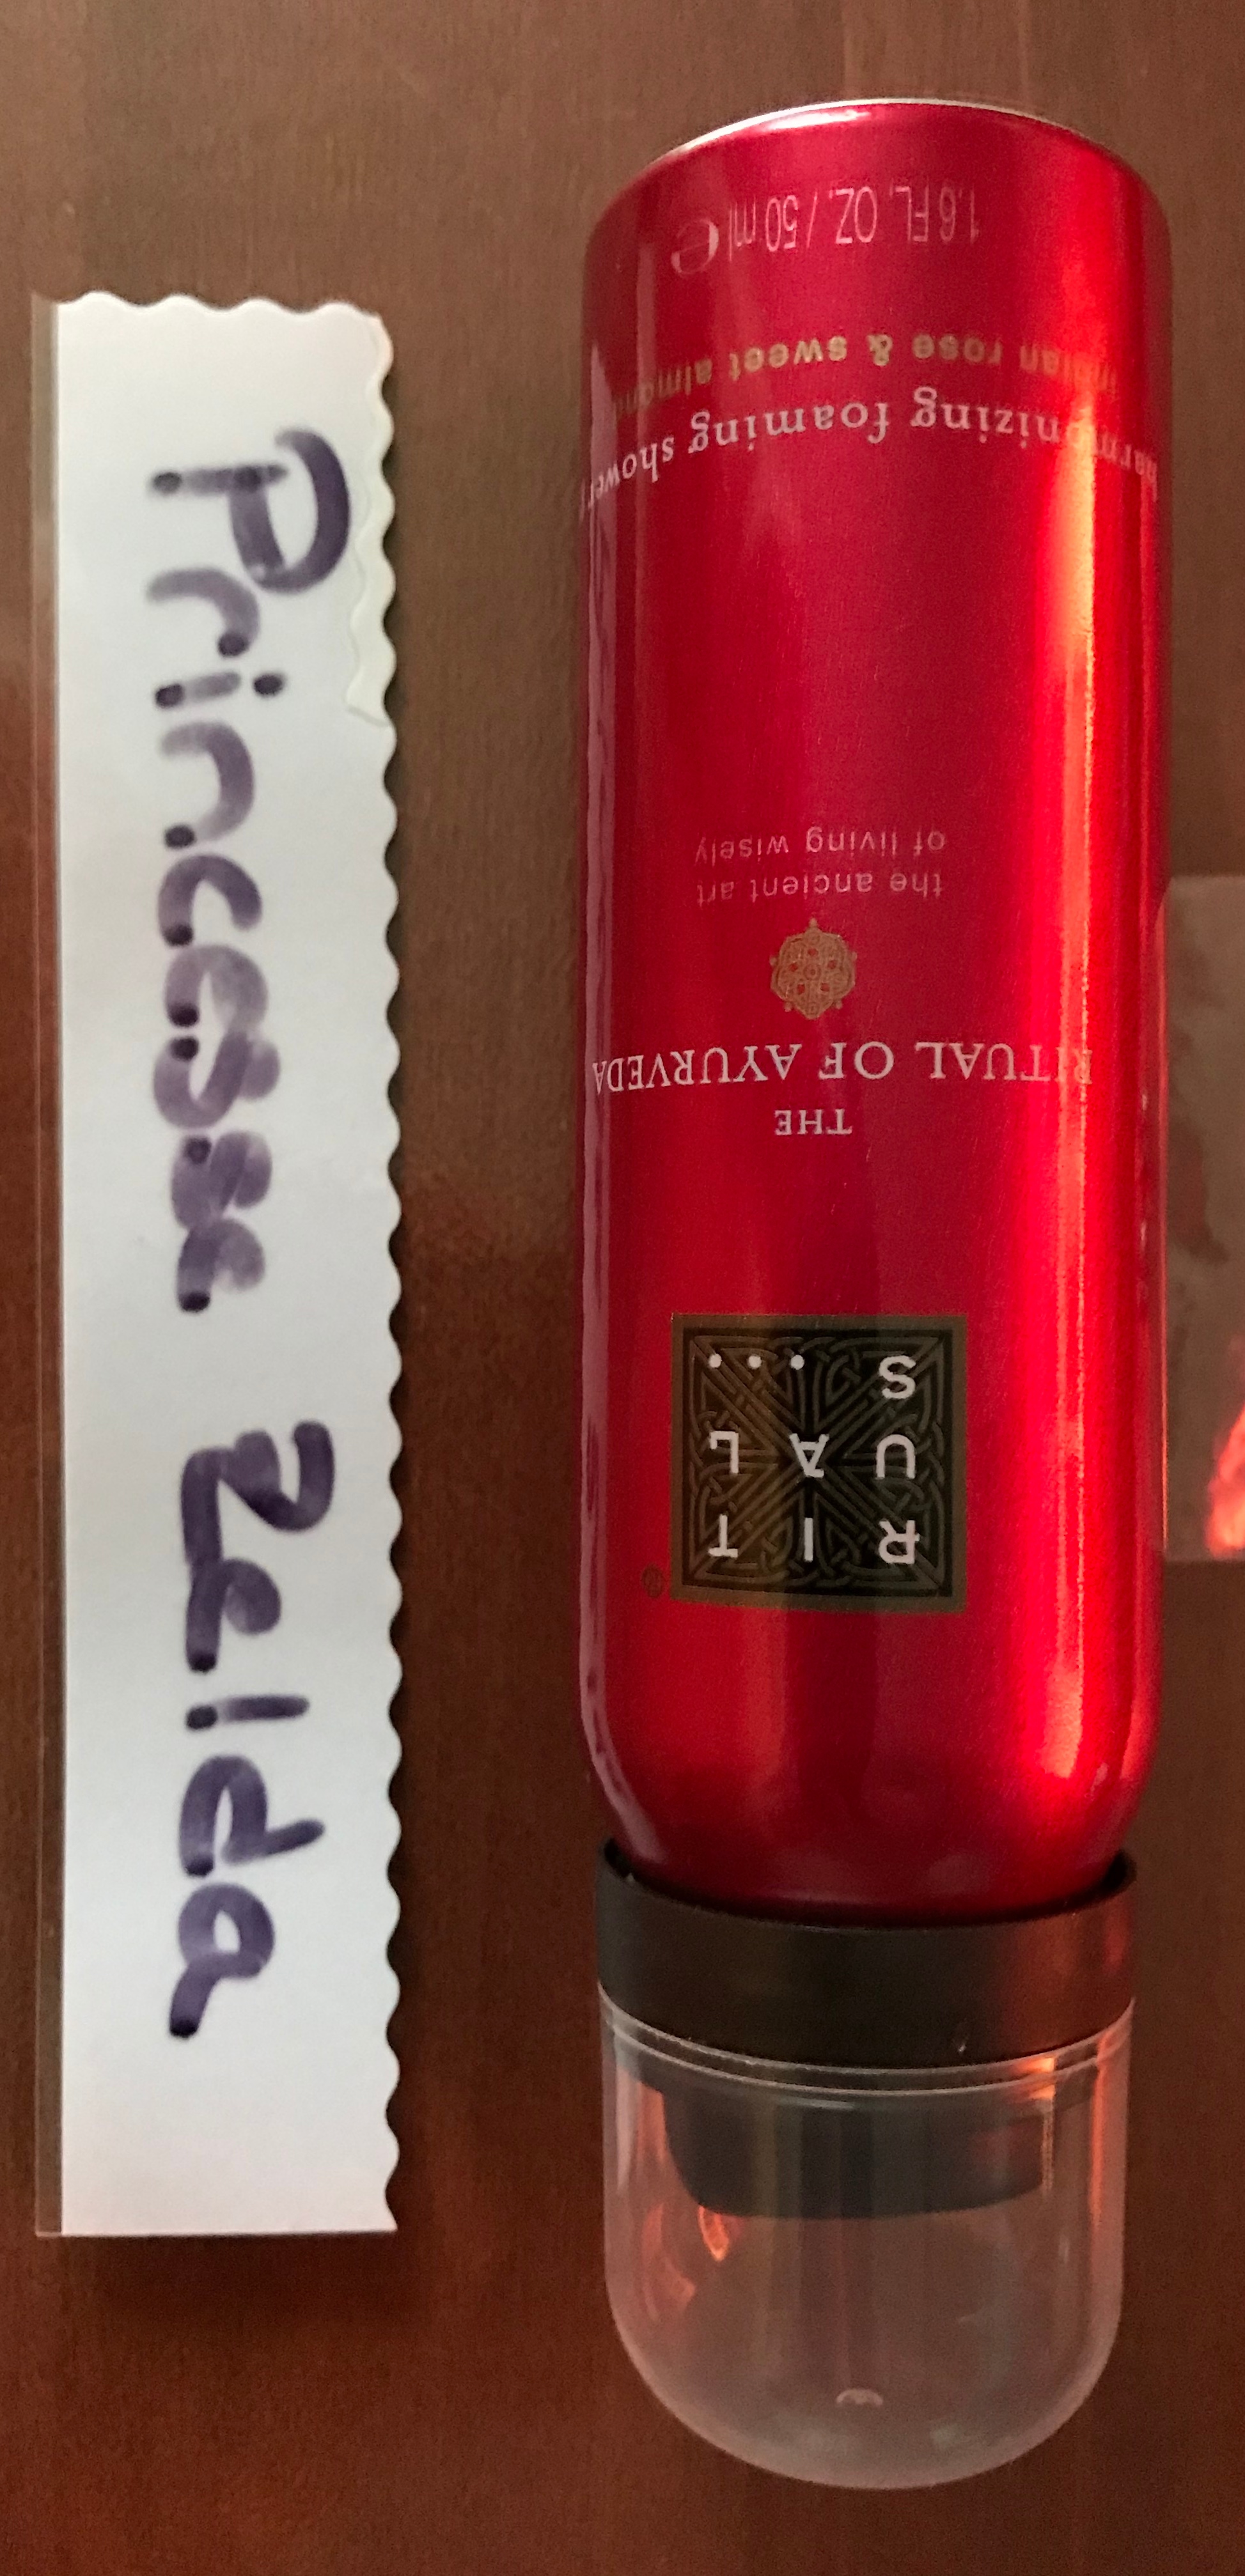 Princesse Zelda
RIT
UAL
S...
®
THE
RITUAL OF AYURVEDA
the ancient art
of living wisely
harmonizing foaming shower
indian rose & sweet almond
1.6 FL. OZ. / 50 ml e